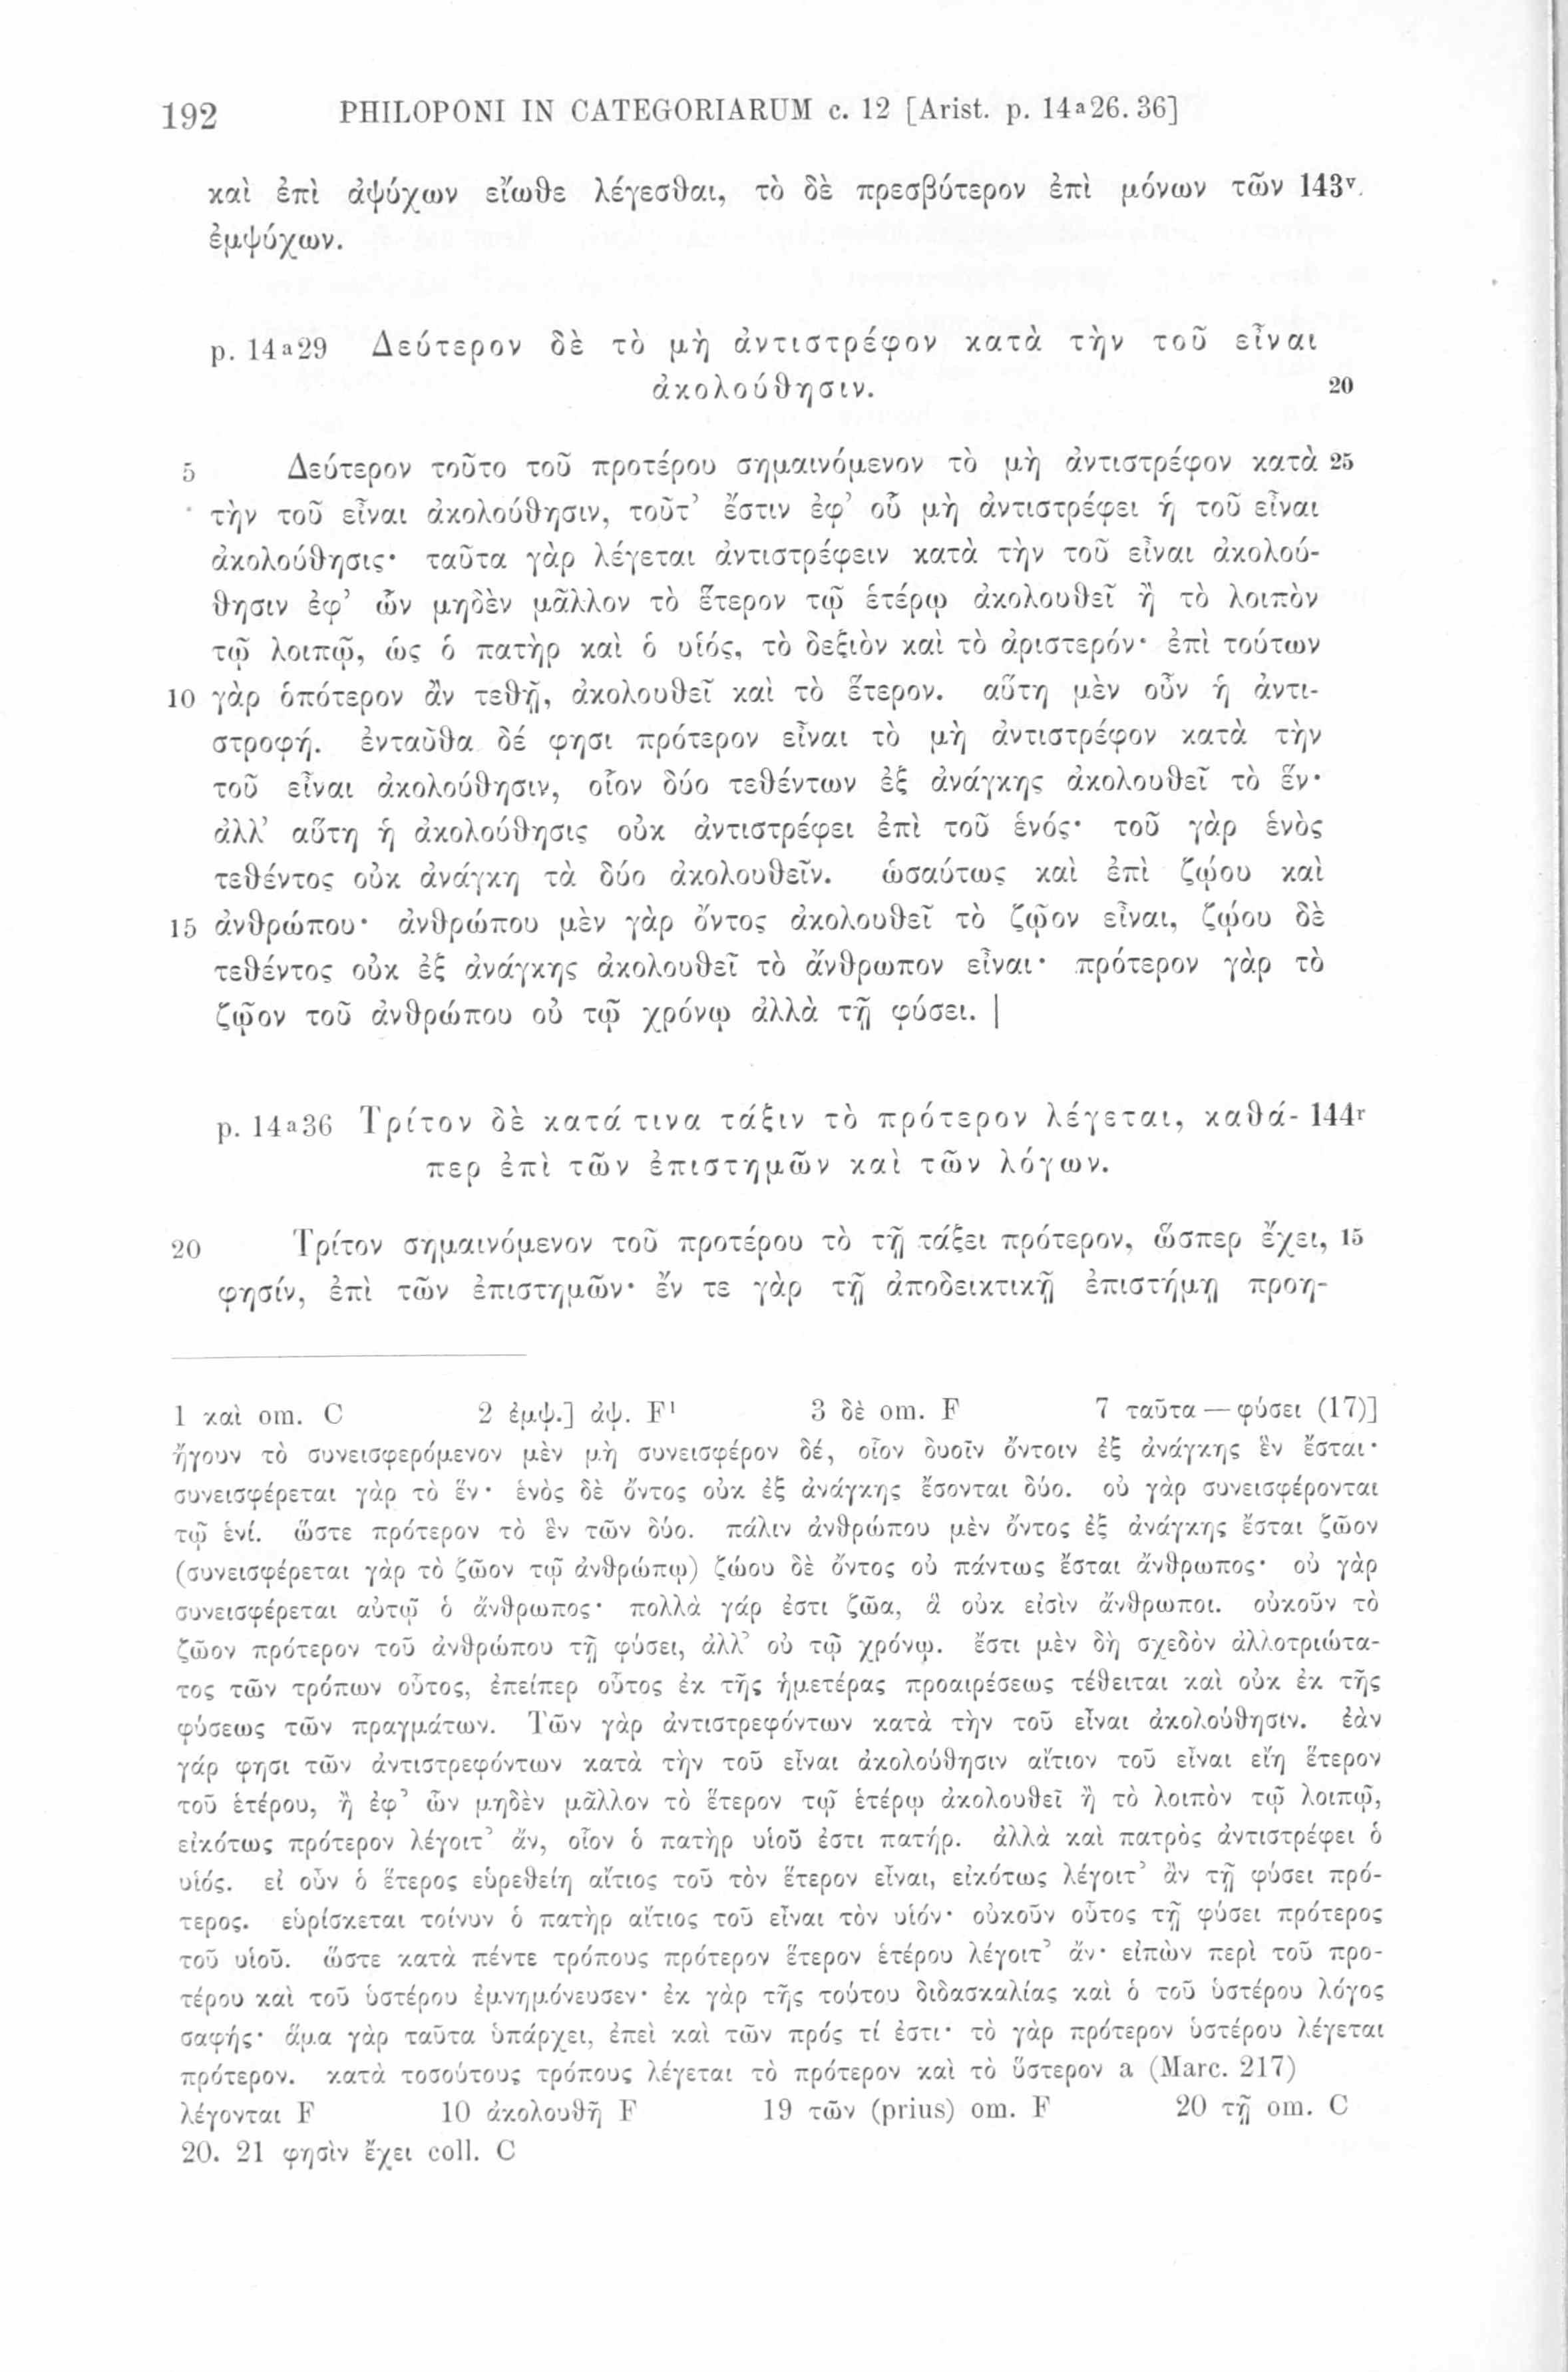 192 PHILOPONI IN CATEGORIARUM c. 12 [Arist. p. 14ª26. 36]
καὶ ἐπὶ ἀψύχων εἴωθε λέγεσθαι, τὸ δὲ πρεσβύτερον ἐπὶ μόνων τῶν 143ᵛ
ἐμψύχων.
p. 14ª29 Δεύτερον δὲ τὸ μὴ ἀντιστρέφον κατὰ τὴν τοῦ εἶναι
ἀκολούθησιν. 20
5 Δεύτερον τοῦτο τοῦ προτέρου σημαινόμενον τὸ μὴ ἀντιστρέφον κατὰ 25
τὴν τοῦ εἶναι ἀκολούθησιν, τοῦτ’ ἔστιν ἐφ’ οὗ μὴ ἀντιστρέφει ἡ τοῦ εἶναι
ἀκολούθησις· ταῦτα γὰρ λέγεται ἀντιστρέφειν κατὰ τὴν τοῦ εἶναι ἀκολού-
θησιν ἐφ’ ὧν μηδὲν μᾶλλον τὸ ἕτερον τῷ ἑτέρῳ ἀκολουθεῖ ἢ τὸ λοιπὸν
τῷ λοιπῷ, ὡς ὁ πατὴρ καὶ ὁ υἱός, τὸ δεξιὸν καὶ τὸ ἀριστερόν· ἐπὶ τούτων
10 γὰρ ὁπότερον ἂν τεθῇ, ἀκολουθεῖ καὶ τὸ ἕτερον. αὕτη μὲν οὖν ἡ ἀντι-
στροφή. ἐνταῦθα δέ φησι πρότερον εἶναι τὸ μὴ ἀντιστρέφον κατὰ τὴν
τοῦ εἶναι ἀκολούθησιν, οἷον δύο τεθέντων ἐξ ἀνάγκης ἀκολουθεῖ τὸ ἕν·
ἀλλ’ αὕτη ἡ ἀκολούθησις οὐκ ἀντιστρέφει ἐπὶ τοῦ ἑνός· τοῦ γὰρ ἑνὸς
τεθέντος οὐκ ἀνάγκη τὰ δύο ἀκολουθεῖν. ὡσαύτως καὶ ἐπὶ ζῴου καὶ
15 ἀνθρώπου· ἀνθρώπου μὲν γὰρ ὄντος ἀκολουθεῖ τὸ ζῷον εἶναι, ζῴου δὲ
τεθέντος οὐκ ἐξ ἀνάγκης ἀκολουθεῖ τὸ ἄνθρωπον εἶναι· πρότερον γὰρ τὸ
ζῷον τοῦ ἀνθρώπου οὐ τῷ χρόνῳ ἀλλὰ τῇ φύσει. |
p. 14ª36 Τρίτον δὲ κατά τινα τάξιν τὸ πρότερον λέγεται, καθά- 144ʳ
περ ἐπὶ τῶν ἐπιστημῶν καὶ τῶν λόγων.
20 Τρίτον σημαινόμενον τοῦ προτέρου τὸ τῇ τάξει πρότερον, ὥσπερ ἔχει, 15
φησίν, ἐπὶ τῶν ἐπιστημῶν· ἔν τε γὰρ τῇ ἀποδεικτικῇ ἐπιστήμῃ προη-
1 καὶ om. C 2 ἐμψ.] ἀψ. F¹ 3 δὲ om. F 7 ταῦτα — φύσει (17)]
ἤγουν τὸ συνεισφερόμενον μὲν μὴ συνεισφέρον δέ, οἷον δυοῖν ὄντοιν ἐξ ἀνάγκης ἓν ἔσται·
συνεισφέρεται γὰρ τὸ ἕν· ἑνὸς δὲ ὄντος οὐκ ἐξ ἀνάγκης ἔσονται δύο. οὐ γὰρ συνεισφέρονται
τῷ ἑνί. ὥστε πρότερον τὸ ἓν τῶν δύο. πάλιν ἀνθρώπου μὲν ὄντος ἐξ ἀνάγκης ἔσται ζῶον
(συνεισφέρεται γὰρ τὸ ζῶον τῷ ἀνθρώπῳ) ζώου δὲ ὄντος οὐ πάντως ἔσται ἄνθρωπος· οὐ γὰρ
συνεισφέρεται αὐτῷ ὁ ἄνθρωπος· πολλὰ γάρ ἐστι ζῶα, ἃ οὐκ εἰσὶν ἄνθρωποι. οὐκοῦν τὸ
ζῶον πρότερον τοῦ ἀνθρώπου τῇ φύσει, ἀλλ’ οὐ τῷ χρόνῳ. ἔστι μὲν δὴ σχεδὸν ἀλλοτριώτα-
τος τῶν τρόπων οὗτος, ἐπείπερ οὗτος ἐκ τῆς ἡμετέρας προαιρέσεως τέθειται καὶ οὐκ ἐκ τῆς
φύσεως τῶν πραγμάτων. Τῶν γὰρ ἀντιστρεφόντων κατὰ τὴν τοῦ εἶναι ἀκολούθησιν. ἐὰν
γάρ φησι τῶν ἀντιστρεφόντων κατὰ τὴν τοῦ εἶναι ἀκολούθησιν αἴτιον τοῦ εἶναι εἴη ἕτερον
τοῦ ἑτέρου, ἢ ἐφ’ ὧν μηδὲν μᾶλλον τὸ ἕτερον τῷ ἑτέρῳ ἀκολουθεῖ ἢ τὸ λοιπὸν τῷ λοιπῷ,
εἰκότως πρότερον λέγοιτ’ ἄν, οἷον ὁ πατὴρ υἱοῦ ἐστι πατήρ. ἀλλὰ καὶ πατρὸς ἀντιστρέφει ὁ
υἱός. εἰ οὖν ὁ ἕτερος εὑρεθείη αἴτιος τοῦ τὸν ἕτερον εἶναι, εἰκότως λέγοιτ’ ἂν τῇ φύσει πρό-
τερος. εὑρίσκεται τοίνυν ὁ πατὴρ αἴτιος τοῦ εἶναι τὸν υἱόν· οὐκοῦν οὗτος τῇ φύσει πρότερος
τοῦ υἱοῦ. ὥστε κατὰ πέντε τρόπους πρότερον ἕτερον ἑτέρου λέγοιτ’ ἄν· εἰπὼν περὶ τοῦ προ-
τέρου καὶ τοῦ ὑστέρου ἐμνημόνευσεν· ἐκ γὰρ τῆς τούτου διδασκαλίας καὶ ὁ τοῦ ὑστέρου λόγος
σαφής· ἅμα γὰρ ταῦτα ὑπάρχει, ἐπεὶ καὶ τῶν πρός τί ἐστι· τὸ γὰρ πρότερον ὑστέρου λέγεται
πρότερον. κατὰ τοσούτους τρόπους λέγεται τὸ πρότερον καὶ τὸ ὕστερον a (Marc. 217)
λέγονται F 10 ἀκολουθῆ F 19 τῶν (prius) om. F 20 τῇ om. C
20. 21 φησὶν ἔχει coll. C